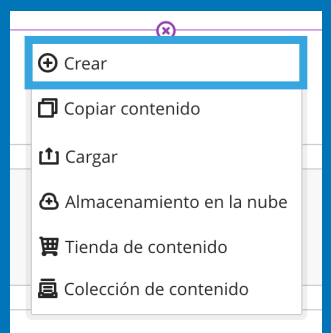 Crear
Copiar contenido
Cargar
Almacenamiento en la nube
Tienda de contenido
Colección de contenido